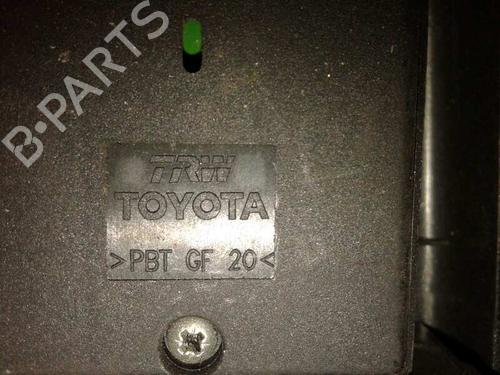 B-PARTS
TRW
TOYOTA
>PBT GF 20<